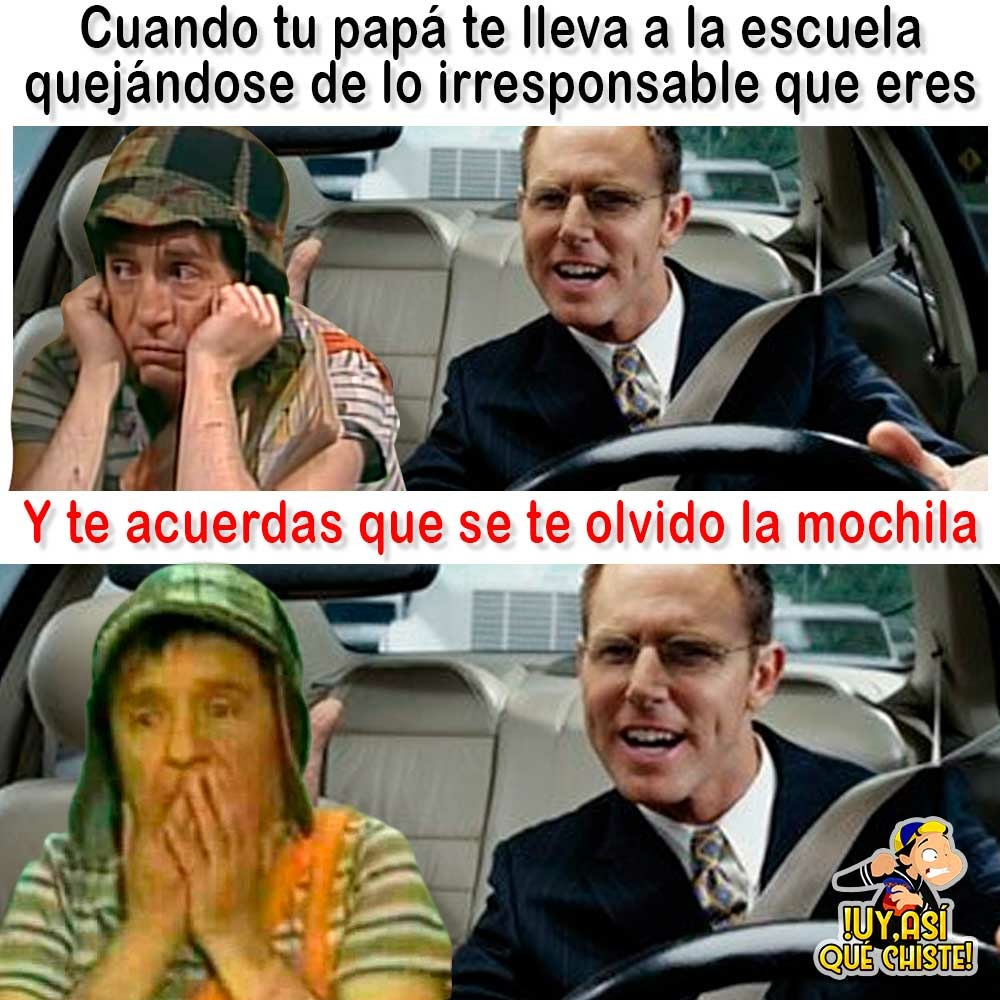 Cuando tu papá te lleva a la escuela
quejándose de lo irresponsable que eres
Y te acuerdas que se te olvido la mochila
!UY,ASÍ
QUÉ CHISTE!